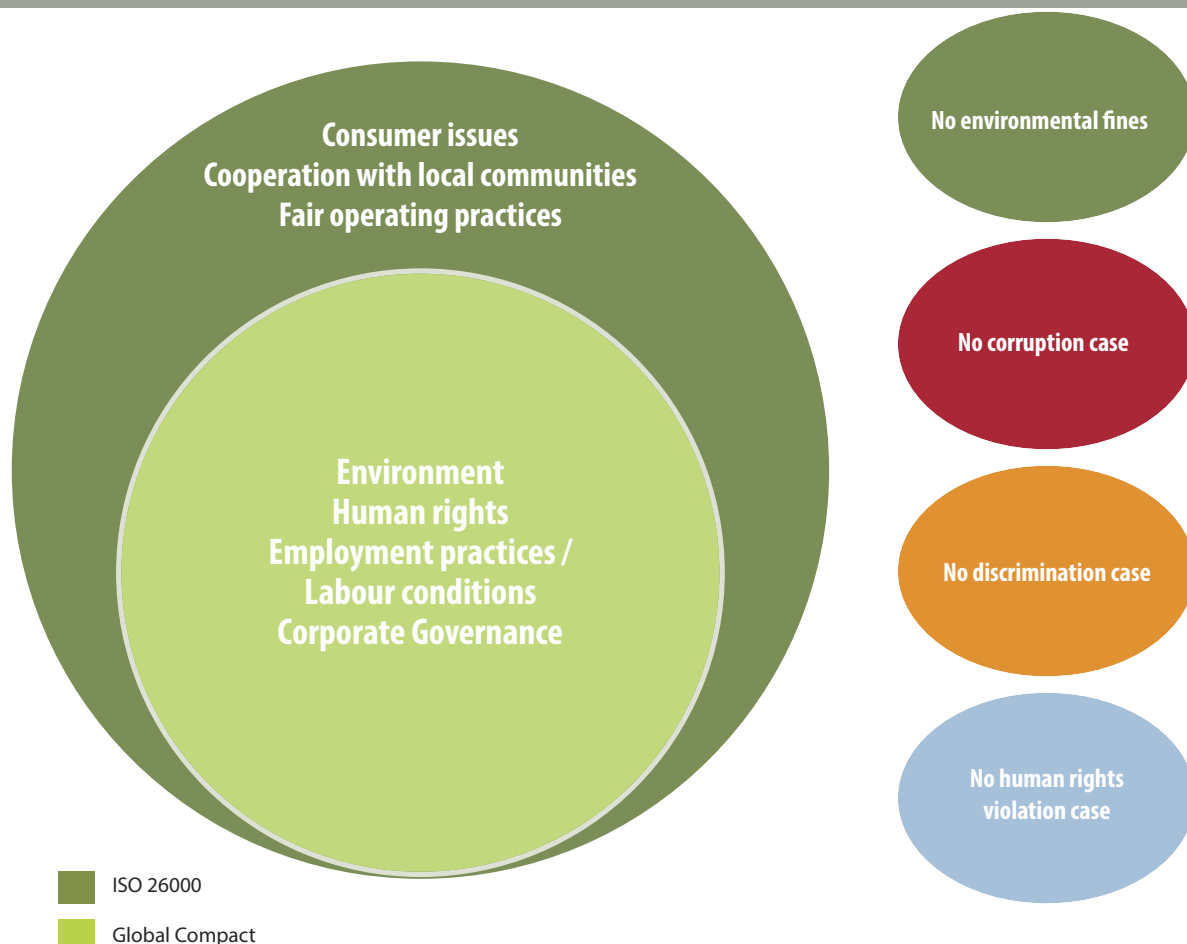 Consumer issues
Cooperation with local communities
Fair operating practices
Environment
Human rights
Employment practices /
Labour conditions
Corporate Governance
ISO 26000
Global Compact
No environmental fines
No corruption case
No discrimination case
No human rights
violation case